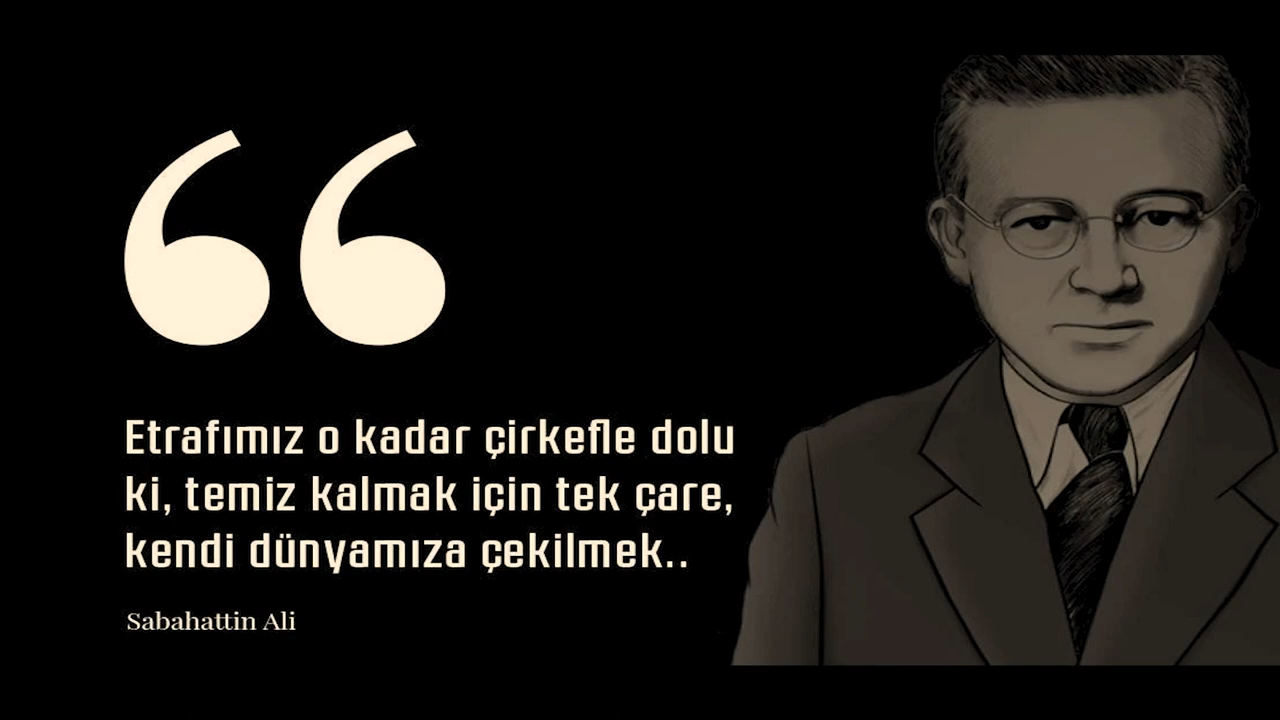 Etrafımız o kadar çirkefle dolu
ki, temiz kalmak için tek çare,
kendi dünyamıza çekilmek..
Sabahattin Ali